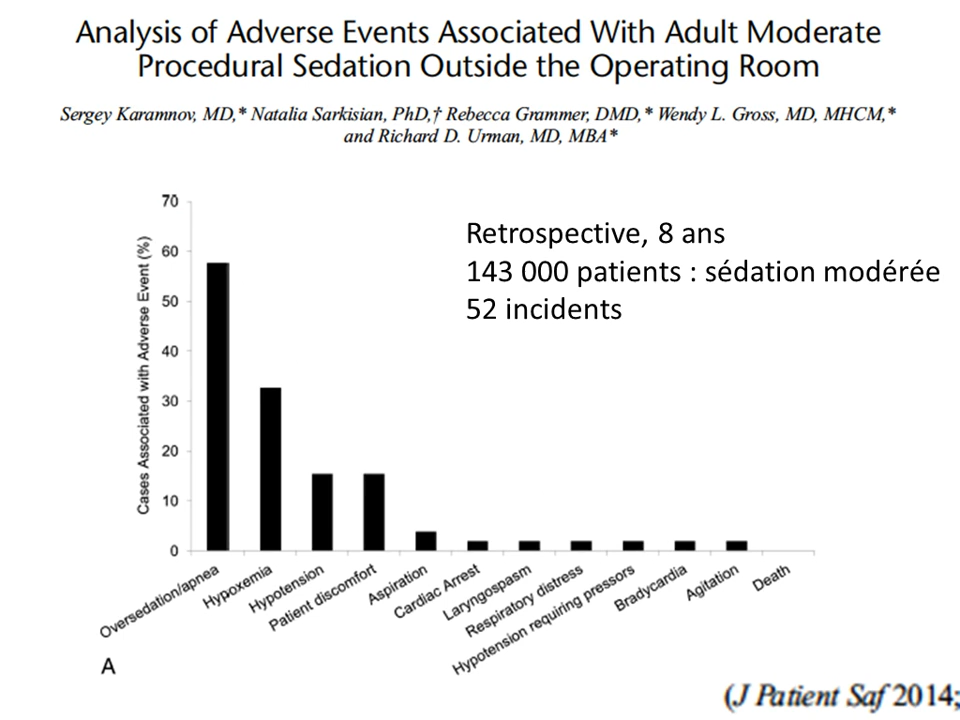 Analysis of Adverse Events Associated With Adult Moderate
Procedural Sedation Outside the Operating Room
Sergey Karamnov, MD,* Natalia Sarkisian, PhD,† Rebecca Grammer, DMD,* Wendy L. Gross, MD, MHCM,*
and Richard D. Urman, MD, MBA*
Retrospective, 8 ans
143 000 patients : sédation modérée
52 incidents
Cases Associated with Adverse Event (%)
70
60
50
40
30
20
10
0
Oversedation/apnea
Hypoxemia
Hypotension
Patient discomfort
Aspiration
Cardiac Arrest
Laryngospasm
Respiratory distress
Hypotension requiring pressors
Bradycardia
Agitation
Death
A
(J Patient Saf 2014;